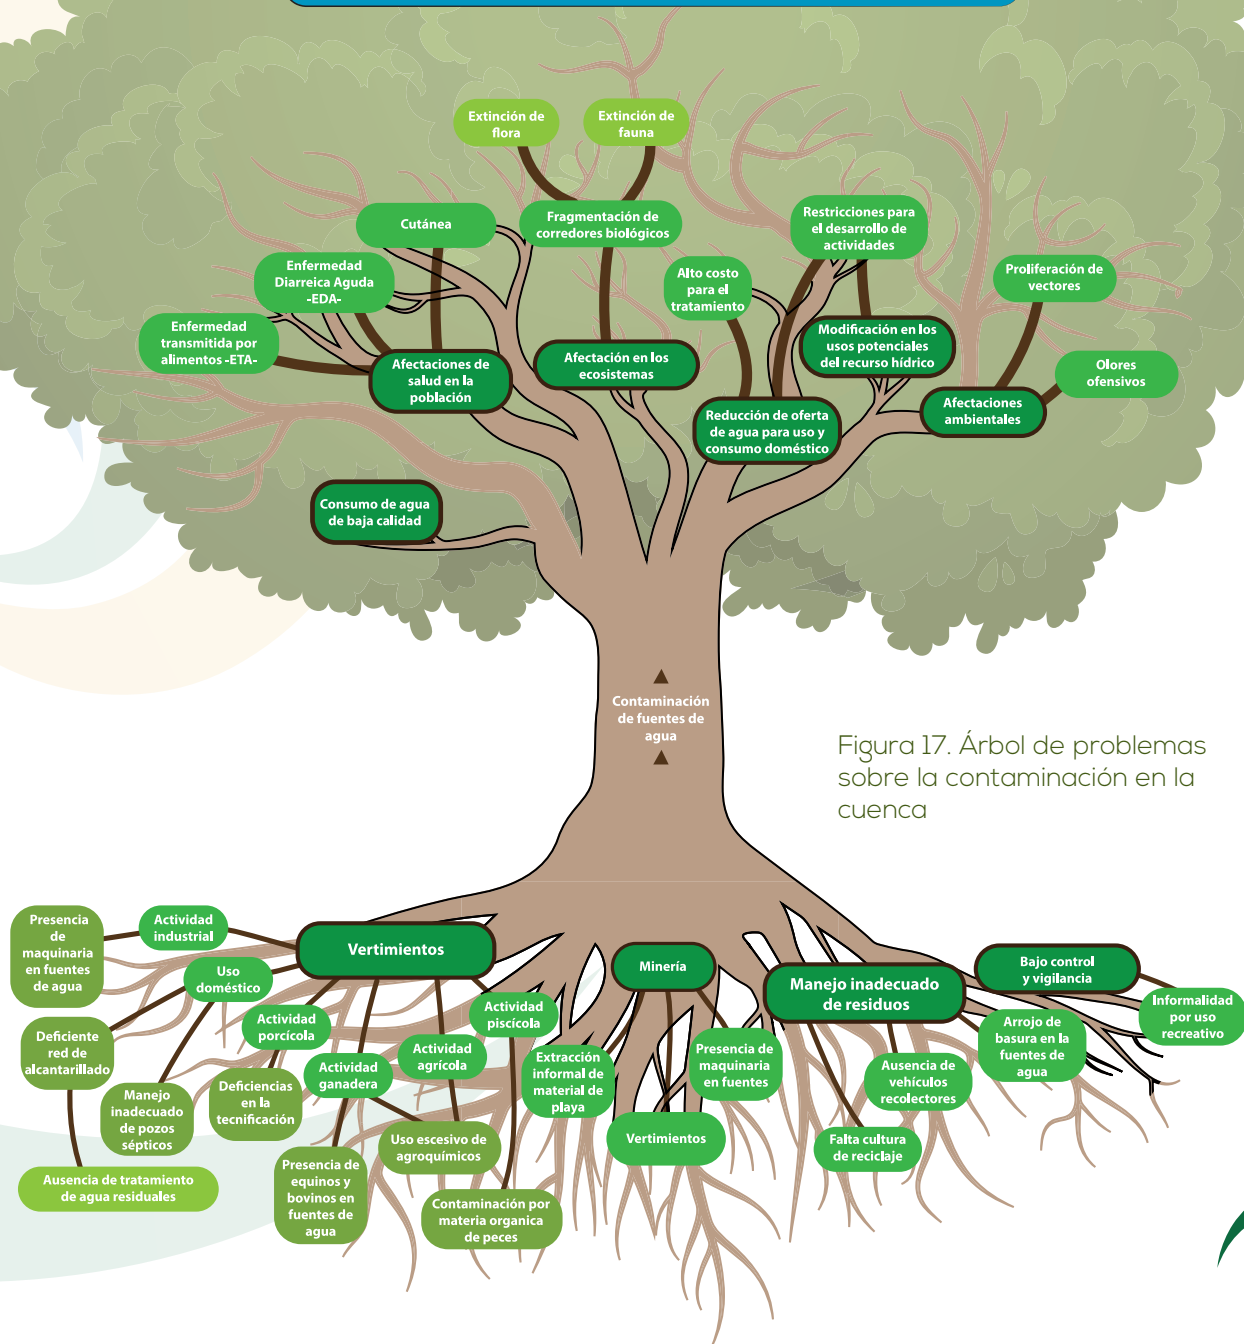 Extinción de
flora
Extinción de
fauna
Cutánea
Fragmentación de
corredores biológicos
Restricciones para
el desarrollo de
actividades
Enfermedad
Diarreica Aguda
-EDA-
Alto costo
para el
tratamiento
Proliferación de
vectores
Enfermedad
transmitida por
alimentos -ETA-
Afectaciones de
salud en la
población
Afectación en los
ecosistemas
Modificación en los
usos potenciales
del recurso hídrico
Olores
ofensivos
Reducción de oferta
de agua para uso y
consumo doméstico
Afectaciones
ambientales
Consumo de agua
de baja calidad
Contaminación
de fuentes de
agua
Figura 17. Árbol de problemas
sobre la contaminación en la
cuenca
Presencia
de
maquinaria
en fuentes
de agua
Actividad
industrial
Vertimientos
Uso
doméstico
Minería
Manejo inadecuado
de residuos
Bajo control
y vigilancia
Informalidad
por uso
recreativo
Deficiente
red de
alcantarillado
Actividad
porcícola
Actividad
piscícola
Actividad
agrícola
Actividad
ganadera
Extracción
informal de
material de
playa
Presencia de
maquinaria
en fuentes
Ausencia de
vehículos
recolectores
Arrojo de
basura en la
fuentes de
agua
Manejo
inadecuado
de pozos
sépticos
Deficiencias
en la
tecnificación
Uso escesivo de
agroquímicos
Vertimientos
Falta cultura
de reciclaje
Ausencia de tratamiento
de agua residuales
Presencia de
equinos y
bovinos en
fuentes de
agua
Contaminación por
materia organica
de peces